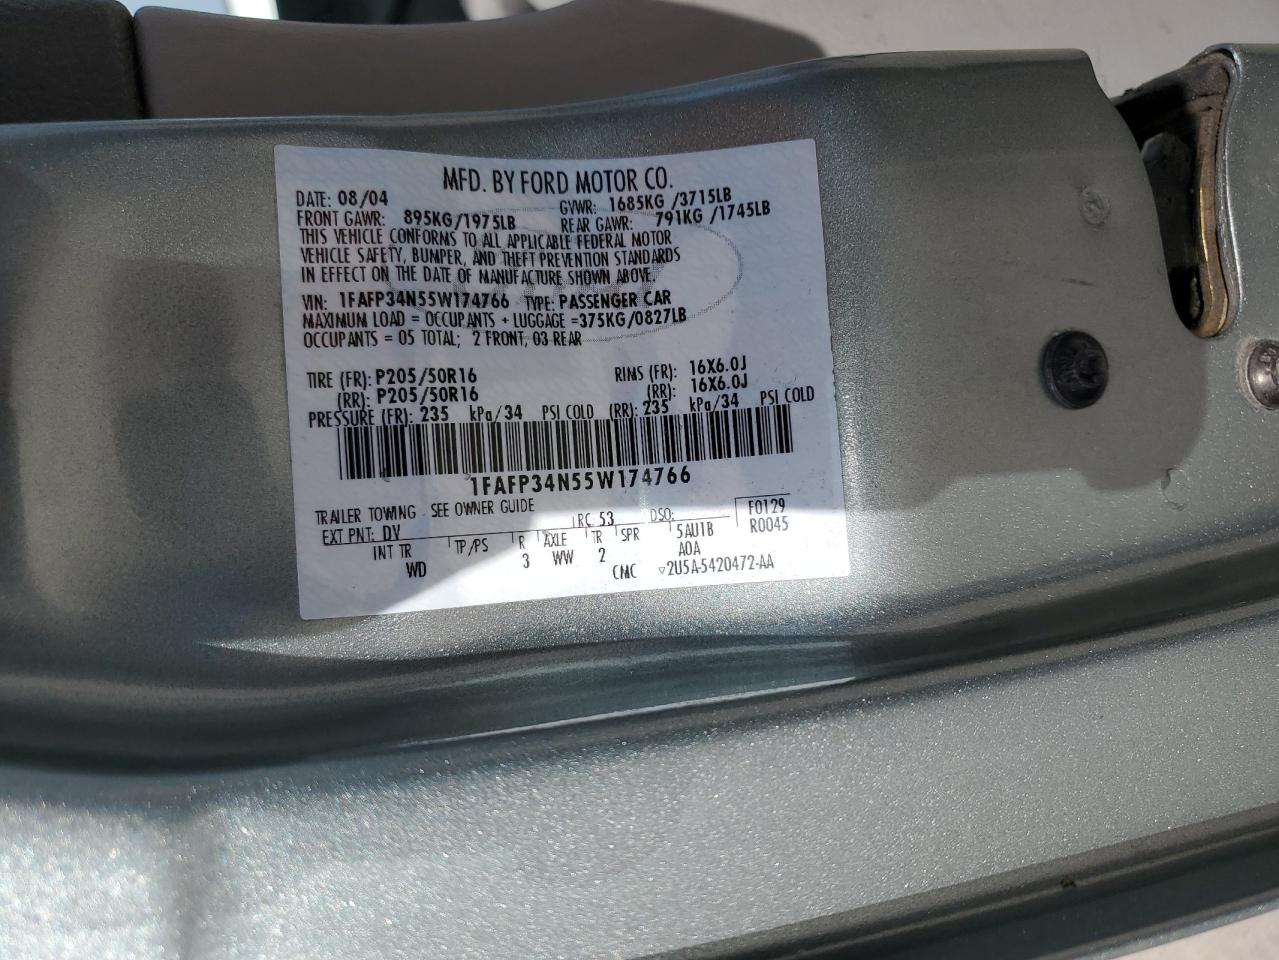 MFD. BY FORD MOTOR CO.
DATE: 08/04 GVWR: 1685KG /3715LB
FRONT GAWR: 895KG/1975LB REAR GAWR: 791KG /1745LB
THIS VEHICLE CONFORMS TO ALL APPLICABLE FEDERAL MOTOR
VEHICLE SAFETY, BUMPER, AND THEFT PREVENTION STANDARDS
IN EFFECT ON THE DATE OF MANUFACTURE SHOWN ABOVE.
VIN: 1FAFP34N55W174766 TYPE: PASSENGER CAR
MAXIMUM LOAD = OCCUPANTS + LUGGAGE =375KG/0827LB
OCCUPANTS = 05 TOTAL; 2 FRONT, 03 REAR
TIRE (FR): P205/50R16 RIMS (FR): 16X6.0J
(RR): P205/50R16 (RR): 16X6.0J
PRESSURE (FR): 235 kPa/34 PSI COLD (RR): 235 kPa/34 PSI COLD
1FAFP34N55W174766
TRAILER TOWING SEE OWNER GUIDE
EXT PNT: DV RC: 53 DSO: F0129
INT TR TP/PS R AXLE TR SPR 5AU1B R0045
WD 3 WW 2 A0A
CMC ▽2U5A-5420472-AA